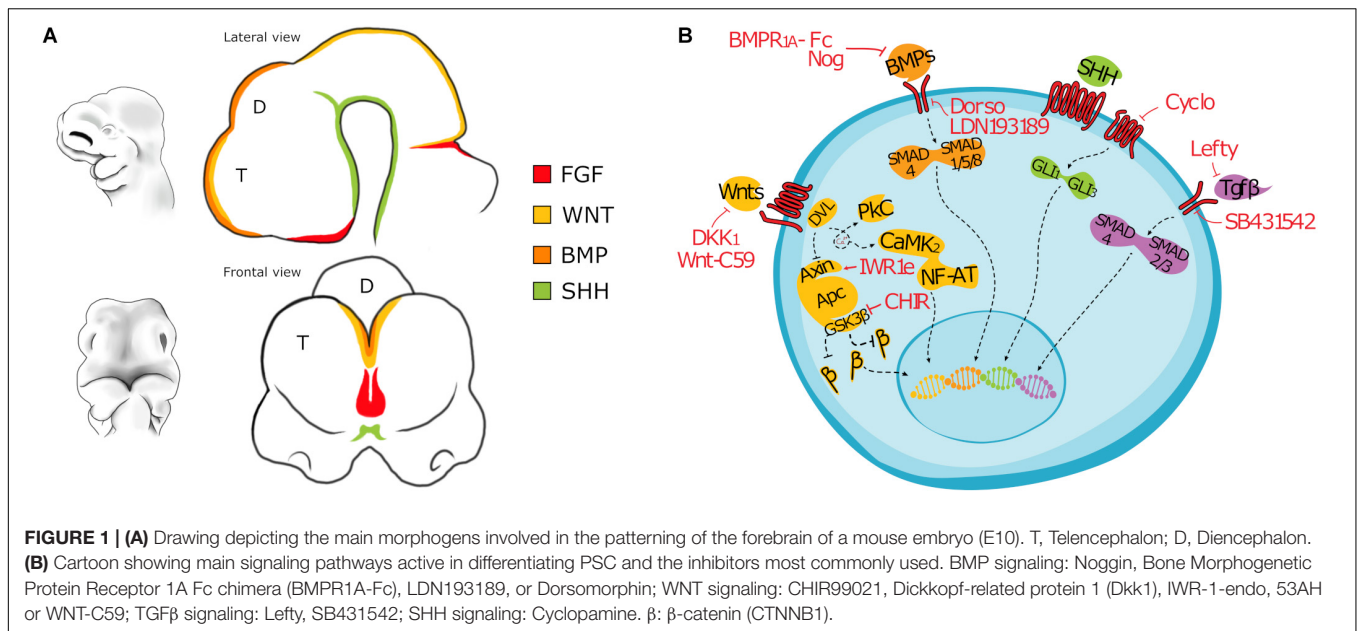 A
Lateral view
D
T
FGF
WNT
BMP
SHH
Frontal view
D
T
B
BMPR1A- Fc
Nog
BMPs
SHH
Dorso
LDN193189
Cyclo
SMAD
4
SMAD
1/5/8
Lefty
Tgfβ
GLI1
GLI3
Wnts
DVL
PkC
SB431542
SMAD
4
SMAD
2/3
DKK1
Wnt-C59
CaMK2
Axin
IWR1e
NF-AT
Apc
CHIR
GSK3β
β
β
β
FIGURE 1 | (A) Drawing depicting the main morphogens involved in the patterning of the forebrain of a mouse embryo (E10). T, Telencephalon; D, Diencephalon.
(B) Cartoon showing main signaling pathways active in differentiating PSC and the inhibitors most commonly used. BMP signaling: Noggin, Bone Morphogenetic
Protein Receptor 1A Fc chimera (BMPR1A-Fc), LDN193189, or Dorsomorphin; WNT signaling: CHIR99021, Dickkopf-related protein 1 (Dkk1), IWR-1-endo, 53AH
or WNT-C59; TGFβ signaling: Lefty, SB431542; SHH signaling: Cyclopamine. β: β-catenin (CTNNB1).